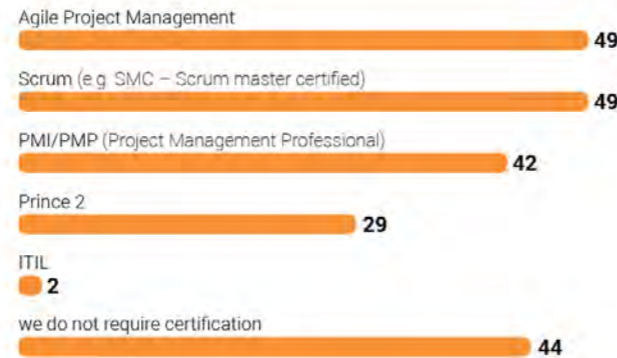 Agile Project Management
49
Scrum (e.g. SMC – Scrum master certified)
49
PMI/PMP (Project Management Professional)
42
Prince 2
29
ITIL
2
we do not require certification
44